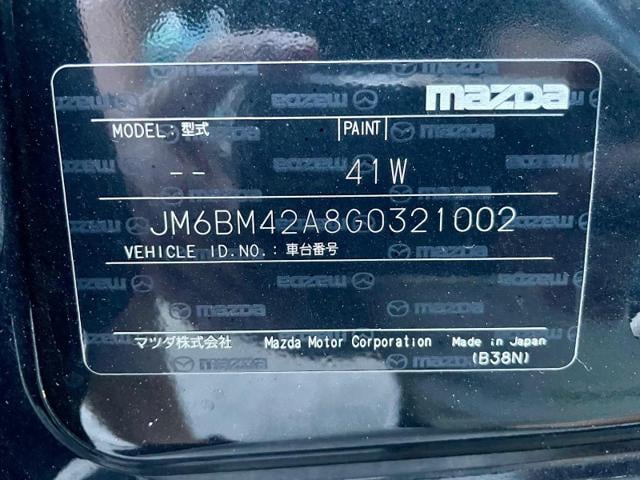 mazda
MODEL: 型式 PAINT
-- 41W
JM6BM42A8G0321002
VEHICLE ID.NO.: 車台番号
マツダ株式会社 Mazda Motor Corporation Made in Japan
(B38N)